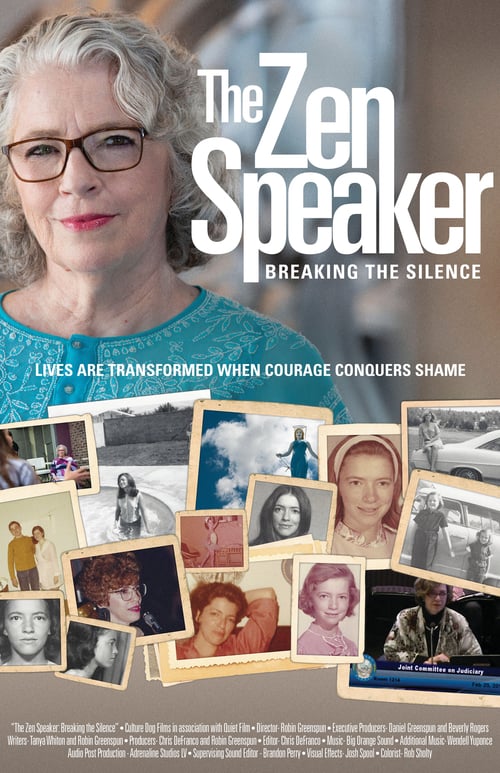 The Zen
Speaker
BREAKING THE SILENCE
LIVES ARE TRANSFORMED WHEN COURAGE CONQUERS SHAME
Joint Committee on Judiciary
Room 1214
"The Zen Speaker: Breaking the Silence" • Culture Dog Films in association with Quiet Film • Director- Robin Greenspun • Executive Producers- Daniel Greenspun and Beverly Rogers
Writers- Tanya Whiton and Robin Greenspun • Producers- Chris DeFranco and Robin Greenspun • Editor- Chris DeFranco • Music- Big Orange Sound • Additional Music- Wendell Yuponce
Audio Post Production - Adrenaline Studios LV • Supervising Sound Editor - Brandon Perry • Visual Effects- Josh Spool • Colorist- Rob Sholty